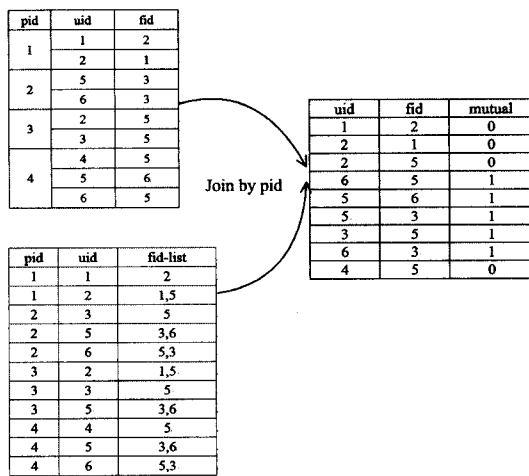 pid uid fid
1 1 2
2 1
2 5 3
6 3
3 2 5
3 5
4 4 5
5 6
6 5
Join by pid
uid fid mutual
1 2 0
2 1 0
2 5 0
6 5 1
5 6 1
5 3 1
3 5 1
6 3 1
4 5 0
pid uid fid-list
1 1 2
1 2 1,5
2 3 5
2 5 3,6
2 6 5,3
3 2 1,5
3 3 5
3 5 3,6
4 4 5
4 5 3,6
4 6 5,3